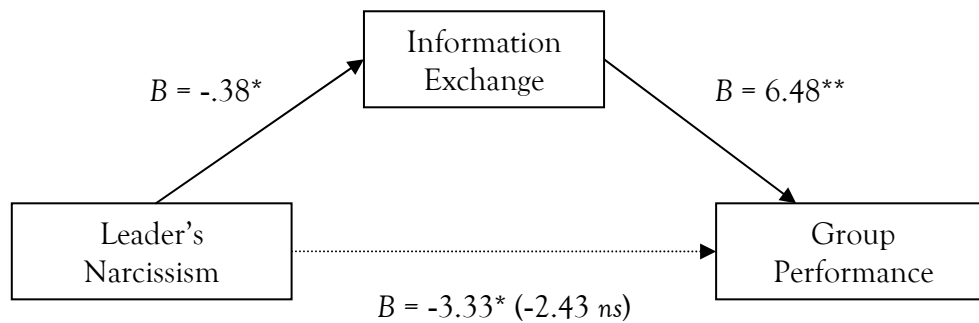 Information
Exchange
B = -.38*
B = 6.48**
Leader’s
Narcissism
Group
Performance
B = -3.33* (-2.43 ns)